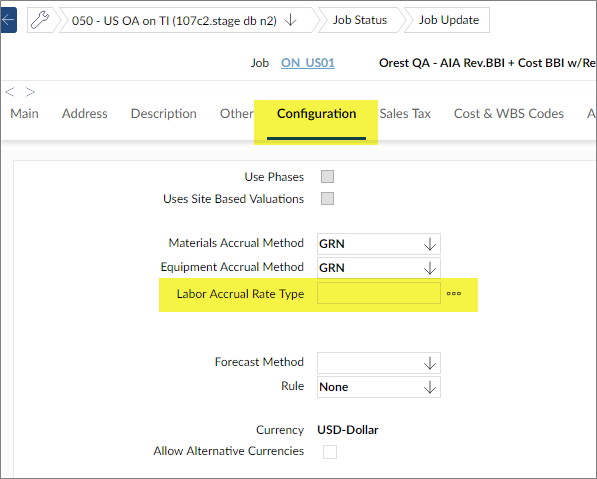 050 - US OA on TI (107c2.stage db n2) Job Status Job Update
Job ON_US01 Orest QA - AIA Rev.BBI + Cost BBI w/Re
Main Address Description Other Configuration Sales Tax Cost & WBS Codes A
Use Phases
Uses Site Based Valuations
Materials Accrual Method GRN
Equipment Accrual Method GRN
Labor Accrual Rate Type
Forecast Method
Rule None
Currency USD-Dollar
Allow Alternative Currencies